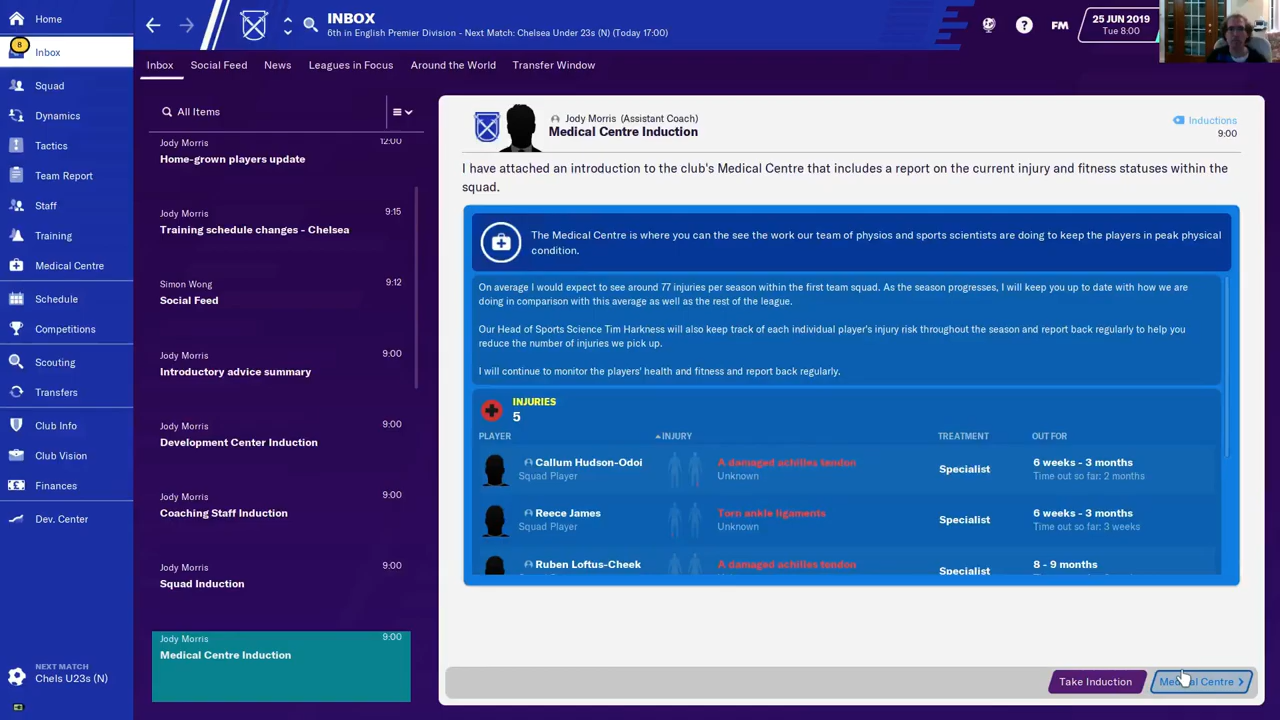 Home
INBOX
6th in English Premier Division - Next Match: Chelsea Under 23s (N) (Today 17:00)
?
FM
25 JUN 2019
Tue 8:00
8
Inbox
Squad
Dynamics
Tactics
Team Report
Staff
Training
Medical Centre
Schedule
Competitions
Scouting
Transfers
Club Info
Club Vision
Finances
Dev. Center
NEXT MATCH
Chels U23s (N)
Inbox
Social Feed
News
Leagues in Focus
Around the World
Transfer Window
All Items
Jody Morris
12:00
Home-grown players update
Jody Morris
9:15
Training schedule changes - Chelsea
Simon Wong
9:12
Social Feed
Jody Morris
9:00
Introductory advice summary
Jody Morris
9:00
Development Center Induction
Jody Morris
9:00
Coaching Staff Induction
Jody Morris
9:00
Squad Induction
Jody Morris
9:00
Medical Centre Induction
Jody Morris (Assistant Coach)
Medical Centre Induction
Inductions
9:00
I have attached an introduction to the club's Medical Centre that includes a report on the current injury and fitness statuses within the
squad.
The Medical Centre is where you can the see the work our team of physios and sports scientists are doing to keep the players in peak physical
condition.
On average I would expect to see around 77 injuries per season within the first team squad. As the season progresses, I will keep you up to date with how we are
doing in comparison with this average as well as the rest of the league.
Our Head of Sports Science Tim Harkness will also keep track of each individual player's injury risk throughout the season and report back regularly to help you
reduce the number of injuries we pick up.
I will continue to monitor the players' health and fitness and report back regularly.
INJURIES
5
PLAYER
INJURY
TREATMENT
OUT FOR
Callum Hudson-Odoi
Squad Player
A damaged achilles tendon
Unknown
Specialist
6 weeks - 3 months
Time out so far: 2 months
Reece James
Squad Player
Torn ankle ligaments
Unknown
Specialist
6 weeks - 3 months
Time out so far: 3 weeks
Ruben Loftus-Cheek
A damaged achilles tendon
Specialist
8 - 9 months
Take Induction
Medical Centre